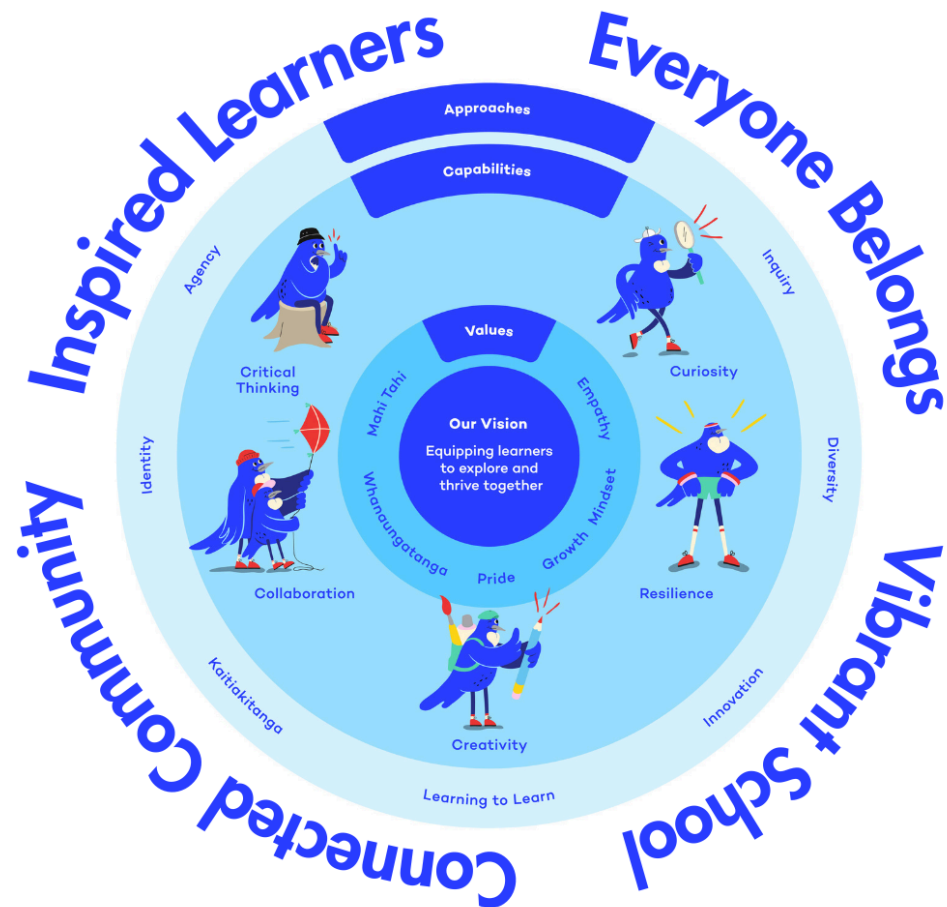 Inspired Learners
Everyone Belongs
Vibrant School
Connected Community
Approaches
Agency
Inquiry
Identity
Diversity
Kaitiakitanga
Innovation
Learning to Learn
Capabilities
Critical
Thinking
Curiosity
Collaboration
Resilience
Creativity
Values
Mahi Tahi
Empathy
Whanaungatanga
Growth Mindset
Pride
Our Vision
Equipping learners
to explore and
thrive together